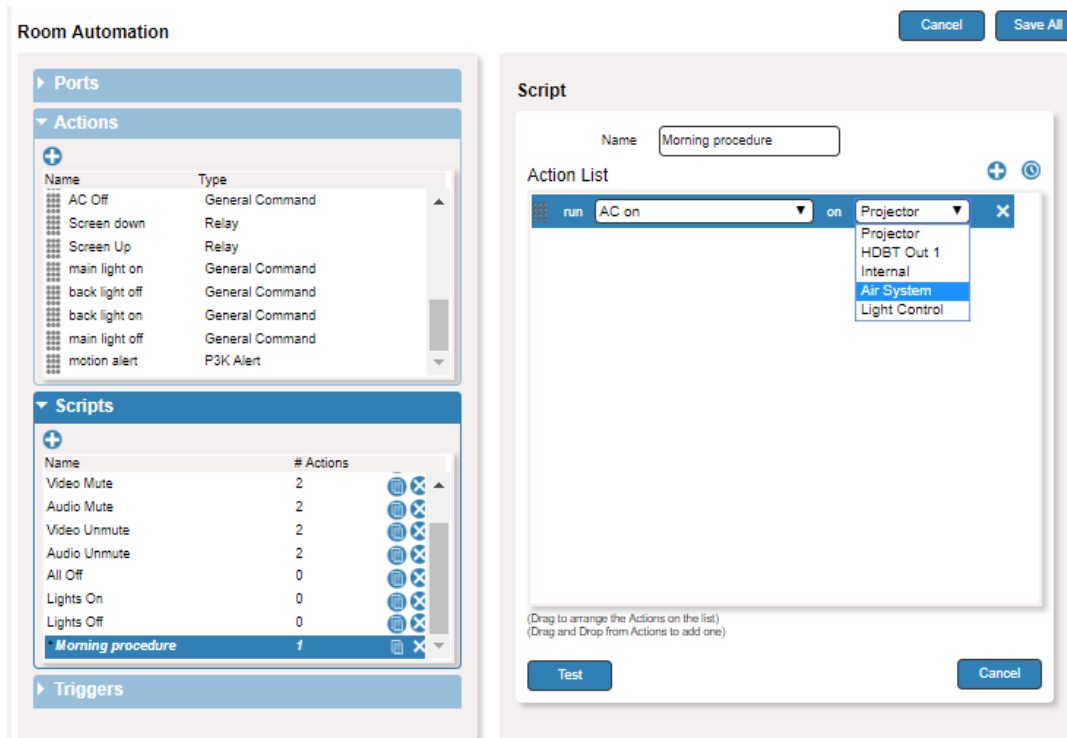 Room Automation
Cancel
Save All
Ports
Actions
Name Type
AC Off General Command
Screen down Relay
Screen Up Relay
main light on General Command
back light off General Command
back light on General Command
main light off General Command
motion alert P3K Alert
Scripts
Name # Actions
Video Mute 2
Audio Mute 2
Video Unmute 2
Audio Unmute 2
All Off 0
Lights On 0
Lights Off 0
* Morning procedure 1
Triggers
Script
Name Morning procedure
Action List
run AC on on Projector
Projector
HDBT Out 1
Internal
Air System
Light Control
(Drag to arrange the Actions on the list)
(Drag and Drop from Actions to add one)
Test
Cancel